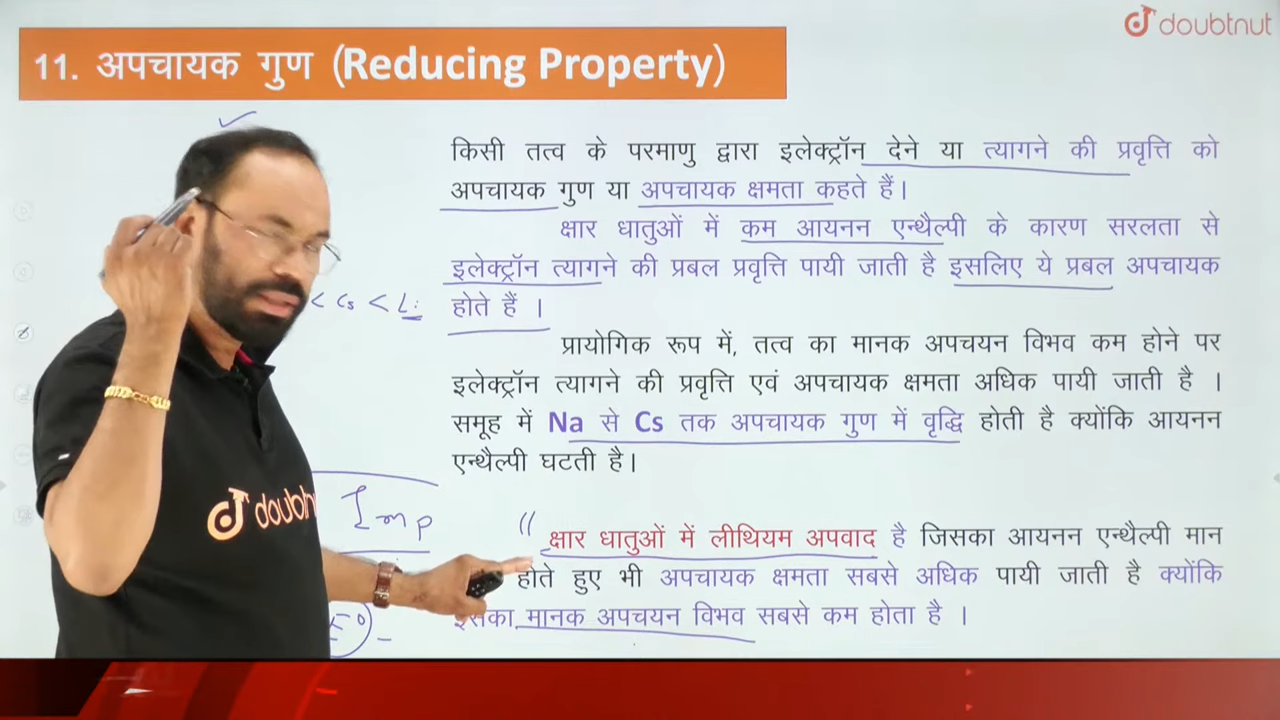 doubtnut
11. अपचायक गुण (Reducing Property)
किसी तत्व के परमाणु द्वारा इलेक्ट्रॉन देने या त्यागने की प्रवृत्ति को
अपचायक गुण या अपचायक क्षमता कहते हैं।
क्षार धातुओं में कम आयनन एन्थैल्पी के कारण सरलता से
इलेक्ट्रॉन त्यागने की प्रबल प्रवृत्ति पायी जाती है इसलिए ये प्रबल अपचायक
< Cs < Li
होते हैं ।
प्रायोगिक रूप में, तत्व का मानक अपचयन विभव कम होने पर
इलेक्ट्रॉन त्यागने की प्रवृत्ति एवं अपचायक क्षमता अधिक पायी जाती है ।
समूह में Na से Cs तक अपचायक गुण में वृद्धि होती है क्योंकि आयनन
एन्थैल्पी घटती है।
Imp
doubt
क्षार धातुओं में लीथियम अपवाद है जिसका आयनन एन्थैल्पी मान
होते हुए भी अपचायक क्षमता सबसे अधिक पायी जाती है क्योंकि
इसका मानक अपचयन विभव सबसे कम होता है ।
E⁰